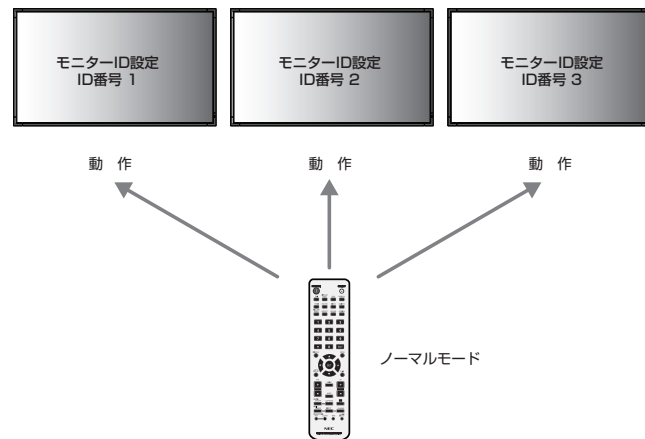 モニターID設定
ID番号 1
モニターID設定
ID番号 2
モニターID設定
ID番号 3
動 作
動 作
動 作
ノーマルモード
NEC